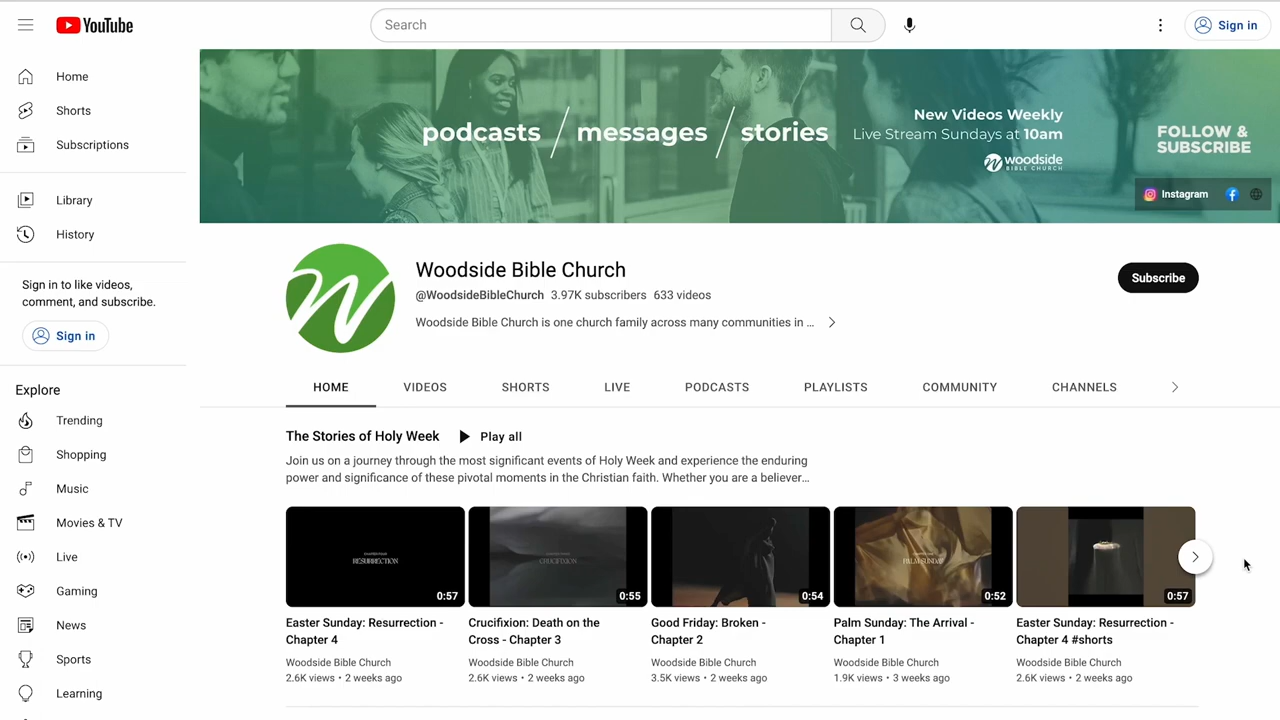 YouTube
Search
Sign in
Home
Shorts
Subscriptions
Library
History
Sign in to like videos,
comment, and subscribe.
Sign in
Explore
Trending
Shopping
Music
Movies & TV
Live
Gaming
News
Sports
Learning
podcasts / messages / stories
New Videos Weekly
Live Stream Sundays at 10am
woodside
BIBLE CHURCH
FOLLOW &
SUBSCRIBE
Instagram
Woodside Bible Church
@WoodsideBibleChurch 3.97K subscribers 633 videos
Woodside Bible Church is one church family across many communities in ...
Subscribe
HOME VIDEOS SHORTS LIVE PODCASTS PLAYLISTS COMMUNITY CHANNELS
The Stories of Holy Week Play all
Join us on a journey through the most significant events of Holy Week and experience the enduring
power and significance of these pivotal moments in the Christian faith. Whether you are a believer...
RESURRECTION
0:57
CRUCIFIXION
0:55
0:54
PALM SUNDAY
0:52
0:57
Easter Sunday: Resurrection -
Chapter 4
Woodside Bible Church
2.6K views • 2 weeks ago
Crucifixion: Death on the
Cross - Chapter 3
Woodside Bible Church
2.6K views • 2 weeks ago
Good Friday: Broken -
Chapter 2
Woodside Bible Church
3.5K views • 2 weeks ago
Palm Sunday: The Arrival -
Chapter 1
Woodside Bible Church
1.9K views • 3 weeks ago
Easter Sunday: Resurrection -
Chapter 4 #shorts
Woodside Bible Church
2.6K views • 2 weeks ago